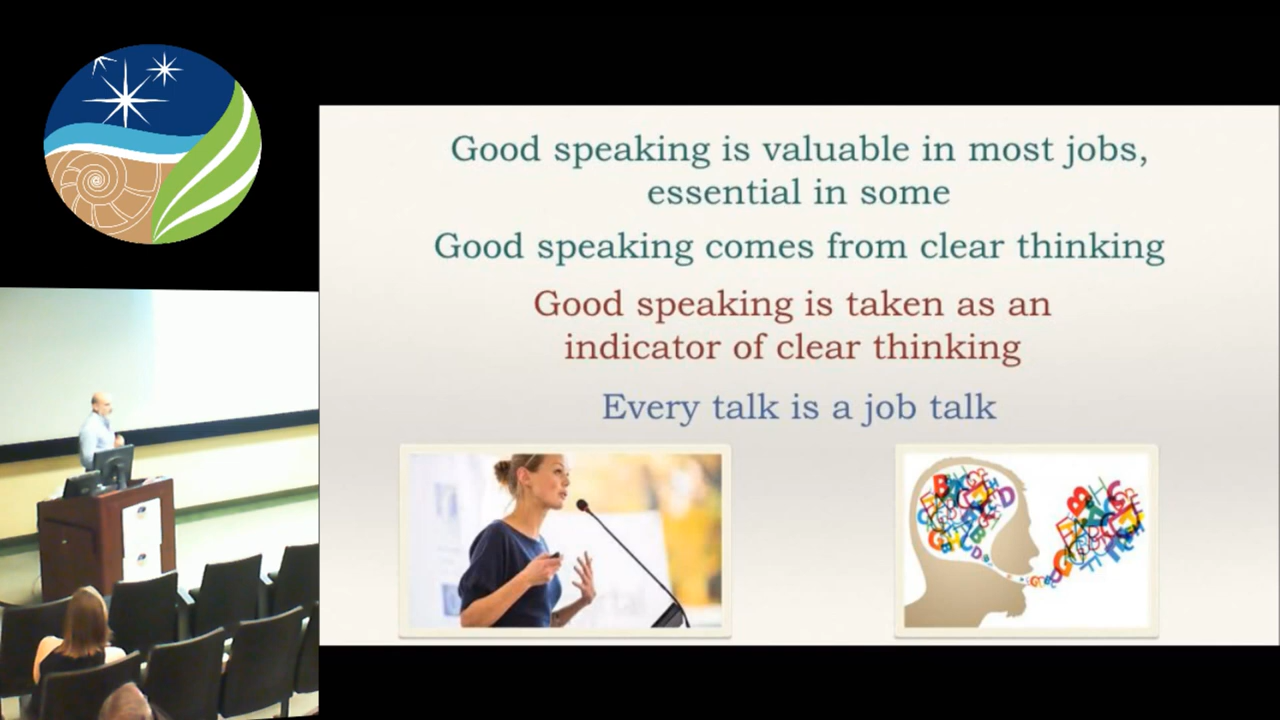 Good speaking is valuable in most jobs,
essential in some
Good speaking comes from clear thinking
Good speaking is taken as an
indicator of clear thinking
Every talk is a job talk